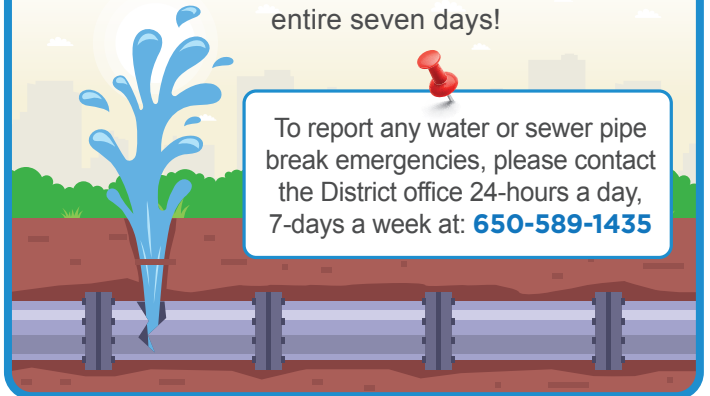 entire seven days!
To report any water or sewer pipe
break emergencies, please contact
the District office 24-hours a day,
7-days a week at: 650-589-1435